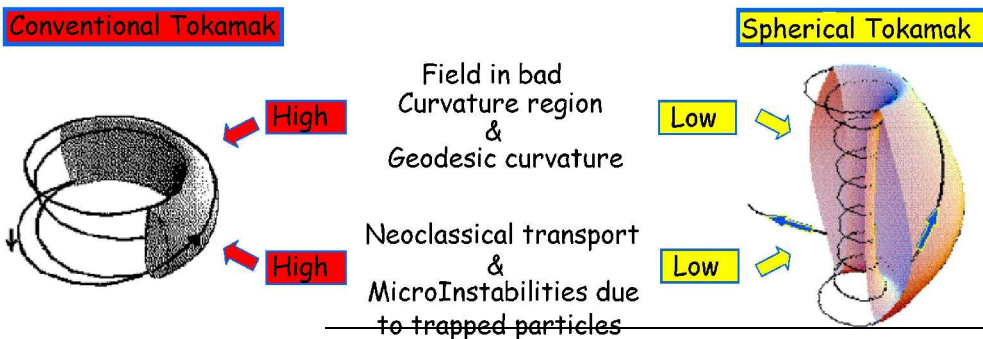 Conventional Tokamak
Spherical Tokamak
Field in bad
Curvature region
&
Geodesic curvature
High
Low
Neoclassical transport
&
MicroInstabilities due
to trapped particles
High
Low